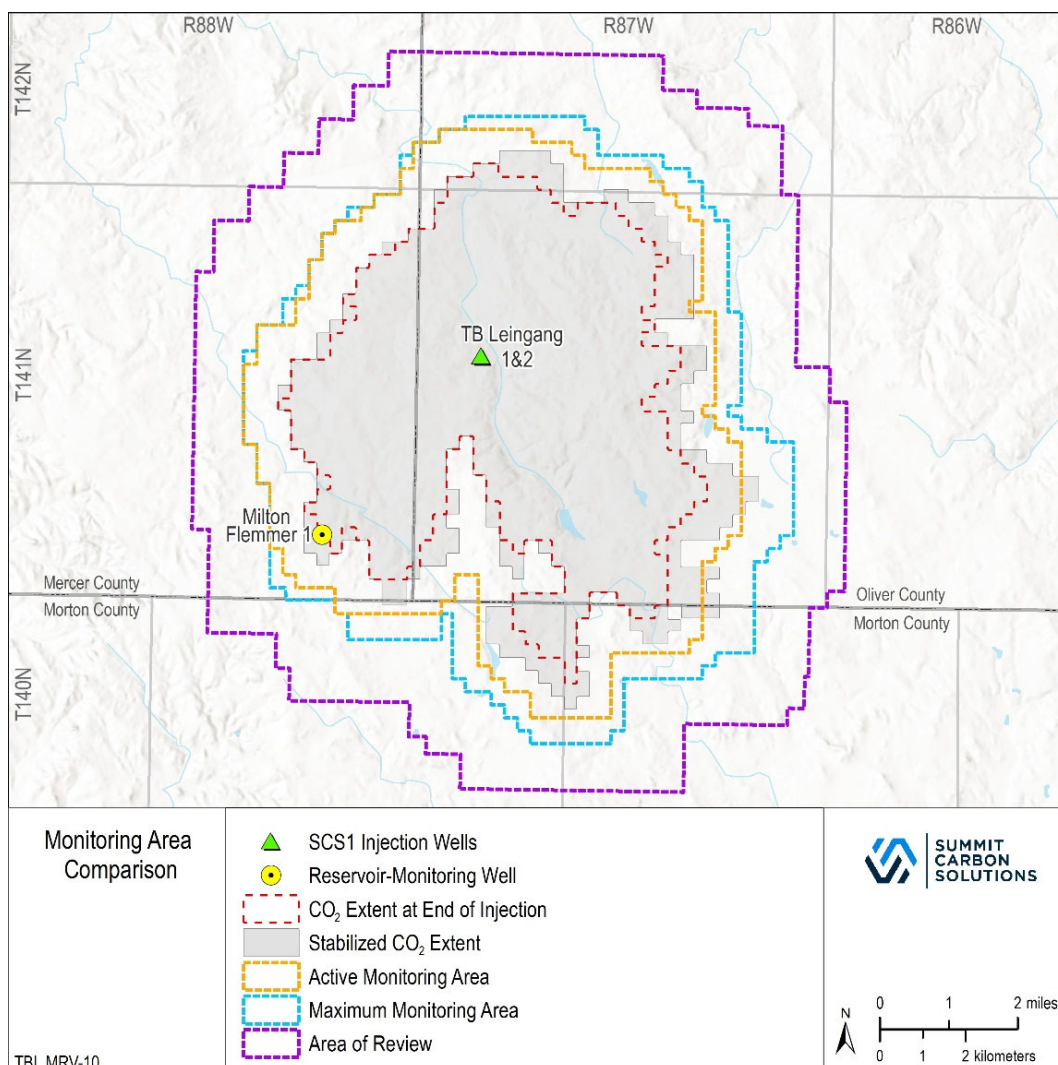 R88W
R87W
R86W
T142N
T141N
TB Leingang
1&2
Milton
Flemmer 1
Mercer County
Morton County
Oliver County
Morton County
T140N
Monitoring Area
Comparison
SCS1 Injection Wells
Reservoir-Monitoring Well
CO₂ Extent at End of Injection
Stabilized CO₂ Extent
Active Monitoring Area
Maximum Monitoring Area
Area of Review
SUMMIT
CARBON
SOLUTIONS
N
0 1 2 miles
0 1 2 kilometers
TBL MRV-10